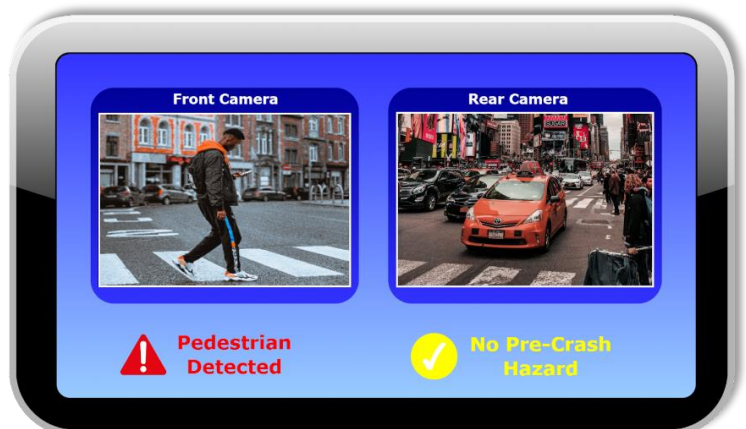 Front Camera
Rear Camera
Pedestrian
Detected
No Pre-Crash
Hazard